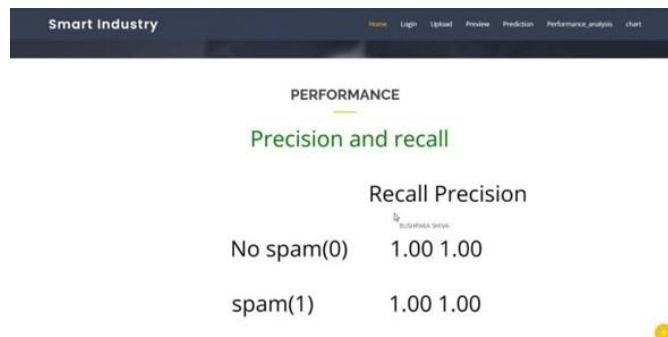 Smart Industry Home Login Upload Preview Prediction Performance_analysis chart
PERFORMANCE
Precision and recall
Recall Precision
SHIVA
No spam(0) 1.00 1.00
spam(1) 1.00 1.00